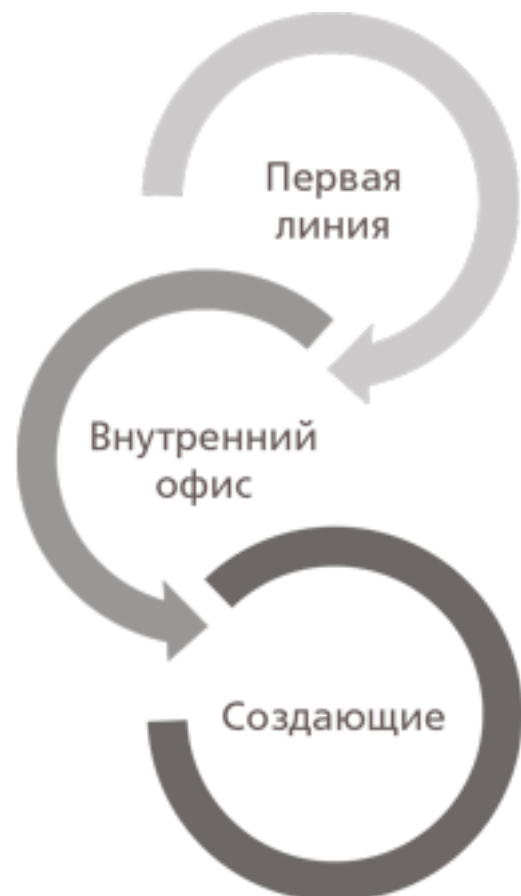 Первая
линия
Внутренний
офис
Создающие